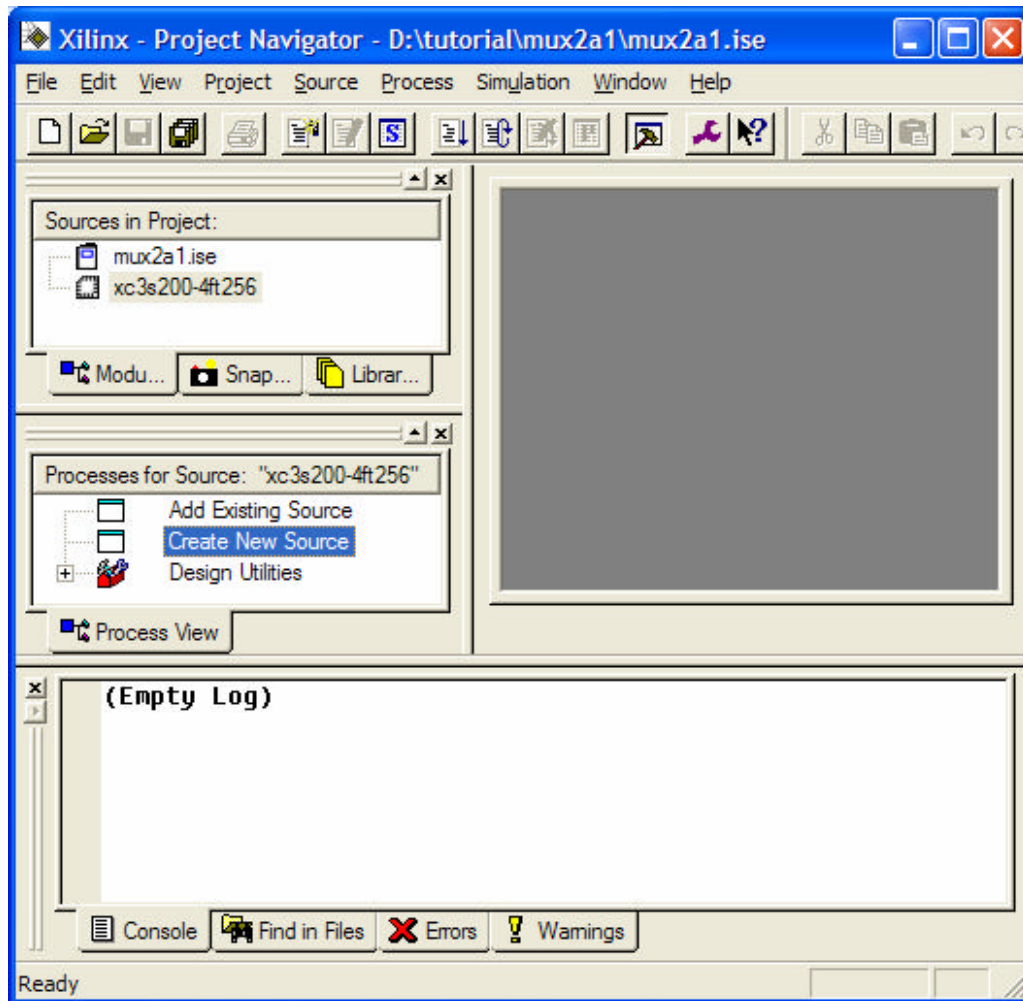 Xilinx - Project Navigator - D:\tutorial\mux2a1\mux2a1.ise
File Edit View Project Source Process Simulation Window Help
Sources in Project:
mux2a1.ise
xc3s200-4ft256
Modu... Snap... Librar...
Processes for Source: "xc3s200-4ft256"
Add Existing Source
Create New Source
Design Utilities
Process View
(Empty Log)
Console Find in Files Errors Warnings
Ready